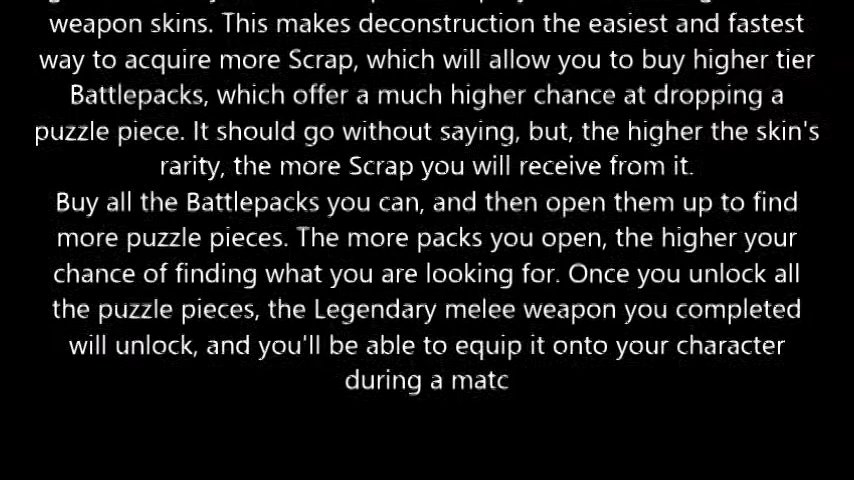 weapon skins. This makes deconstruction the easiest and fastest
way to acquire more Scrap, which will allow you to buy higher tier
Battlepacks, which offer a much higher chance at dropping a
puzzle piece. It should go without saying, but, the higher the skin's
rarity, the more Scrap you will receive from it.
Buy all the Battlepacks you can, and then open them up to find
more puzzle pieces. The more packs you open, the higher your
chance of finding what you are looking for. Once you unlock all
the puzzle pieces, the Legendary melee weapon you completed
will unlock, and you'll be able to equip it onto your character
during a matc